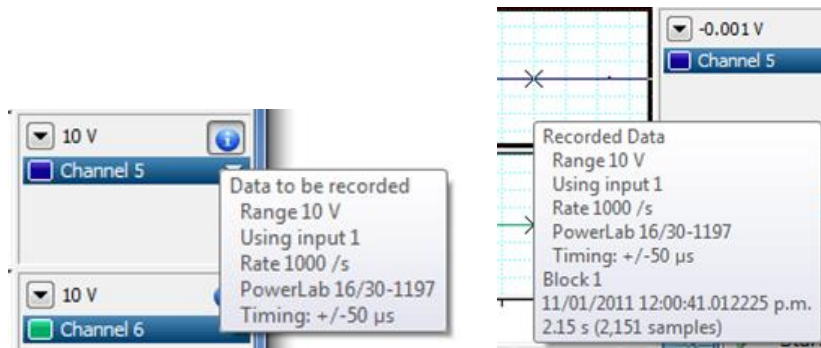 10 V
Channel 5
Data to be recorded
Range 10 V
Using input 1
Rate 1000 /s
PowerLab 16/30-1197
Timing: +/-50 µs
10 V
Channel 6
-0.001 V
Channel 5
Recorded Data
Range 10 V
Using input 1
Rate 1000 /s
PowerLab 16/30-1197
Timing: +/-50 µs
Block 1
11/01/2011 12:00:41.012225 p.m.
2.15 s (2,151 samples)